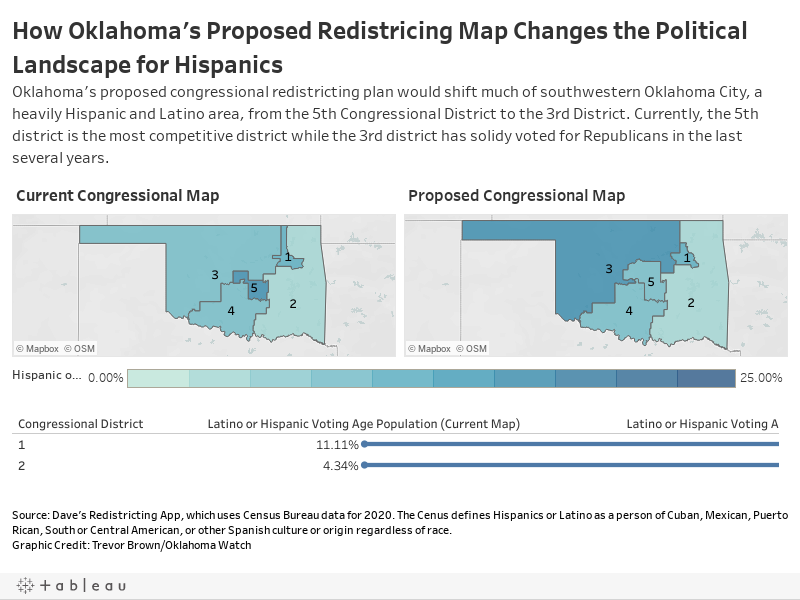 How Oklahoma's Proposed Redistricing Map Changes the Political
Landscape for Hispanics
Oklahoma's proposed congressional redistricting plan would shift much of southwestern Oklahoma City, a
heavily Hispanic and Latino area, from the 5th Congressional District to the 3rd District. Currently, the 5th
district is the most competitive district while the 3rd district has solidy voted for Republicans in the last
several years.
Current Congressional Map
Proposed Congressional Map
1
3
5
4
2
© Mapbox © OSM
1
3
5
4
2
© Mapbox © OSM
Hispanic o... 0.00% 25.00%
Congressional District Latino or Hispanic Voting Age Population (Current Map) Latino or Hispanic Voting A
1 11.11%
2 4.34%
Source: Dave's Redistricting App, which uses Census Bureau data for 2020. The Cenus defines Hispanics or Latino as a person of Cuban, Mexican, Puerto
Rican, South or Central American, or other Spanish culture or origin regardless of race.
Graphic Credit: Trevor Brown/Oklahoma Watch
+ a b l e a u